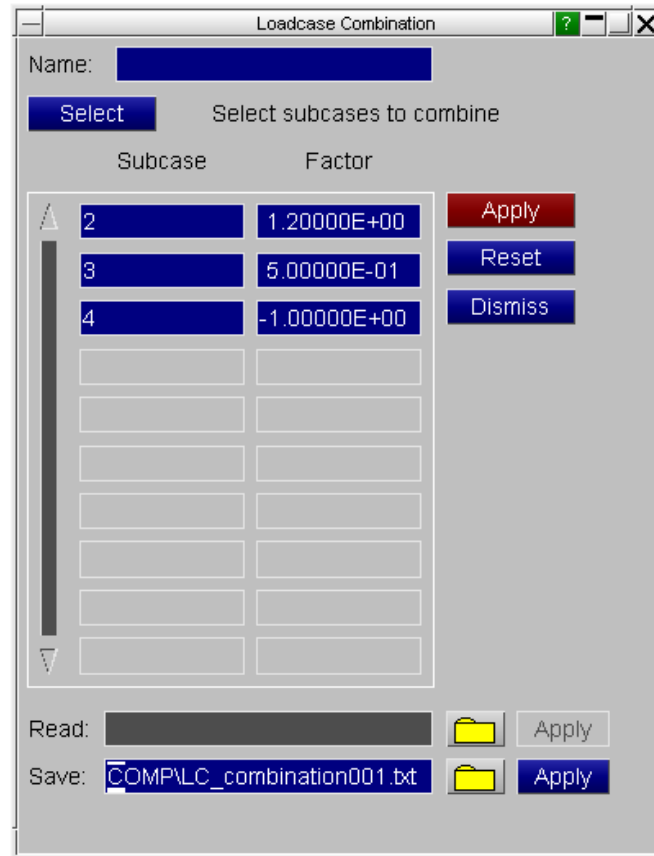 Loadcase Combination ?
Name:
Select Select subcases to combine
Subcase Factor
2 1.20000E+00 Apply
3 5.00000E-01 Reset
4 -1.00000E+00 Dismiss
Read: Apply
Save: COMP\LC_combination001.txt Apply